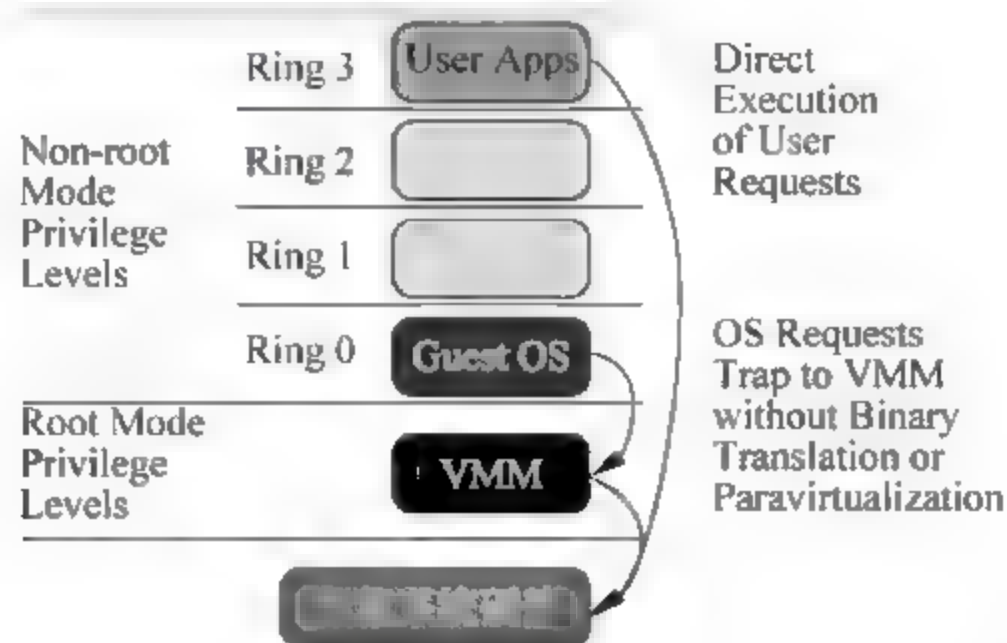 Ring 3
User Apps
Direct
Execution
of User
Requests
Non-root
Mode
Privilege
Levels
Ring 2
Ring 1
Ring 0
Guest OS
OS Requests
Trap to VMM
without Binary
Translation or
Paravirtualization
Root Mode
Privilege
Levels
VMM